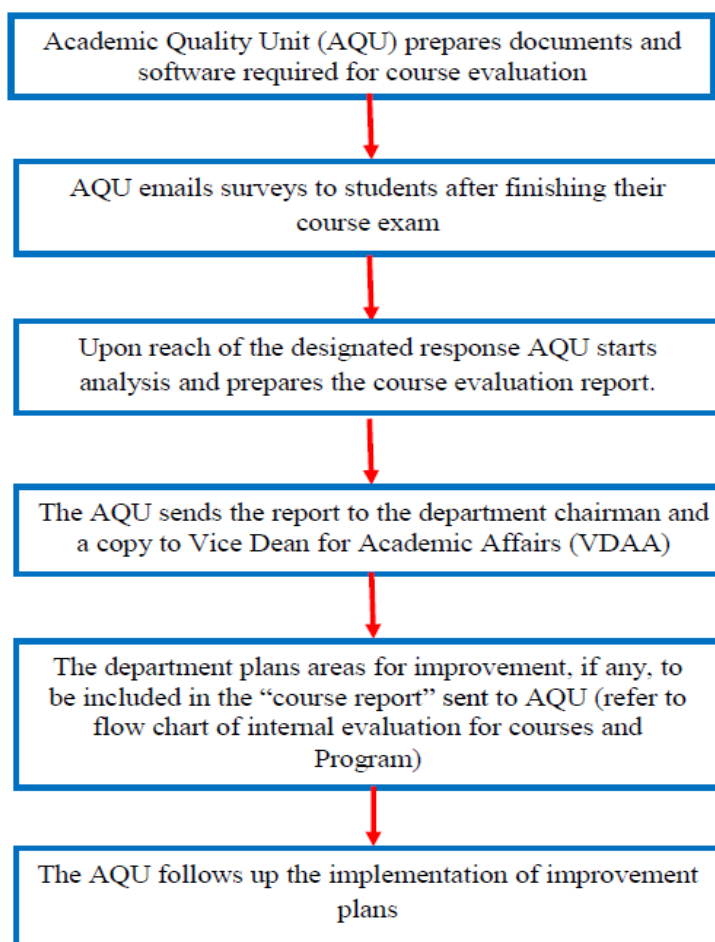 Academic Quality Unit (AQU) prepares documents and
software required for course evaluation
AQU emails surveys to students after finishing their
course exam
Upon reach of the designated response AQU starts
analysis and prepares the course evaluation report.
The AQU sends the report to the department chairman and
a copy to Vice Dean for Academic Affairs (VDAA)
The department plans areas for improvement, if any, to
be included in the “course report” sent to AQU (refer to
flow chart of internal evaluation for courses and
Program)
The AQU follows up the implementation of improvement
plans